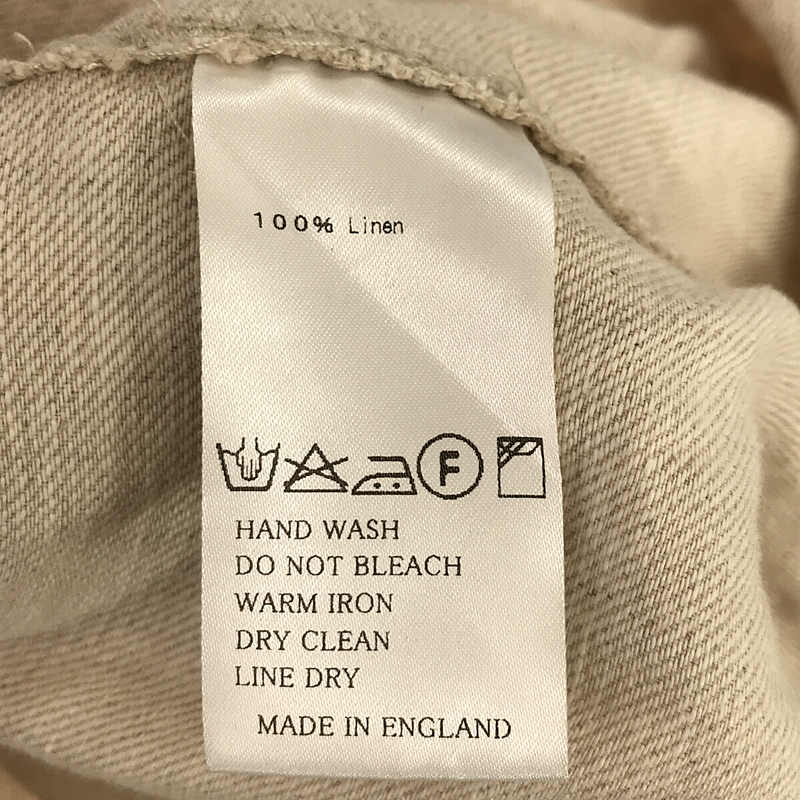 100% Linen
F
HAND WASH
DO NOT BLEACH
WARM IRON
DRY CLEAN
LINE DRY
MADE IN ENGLAND